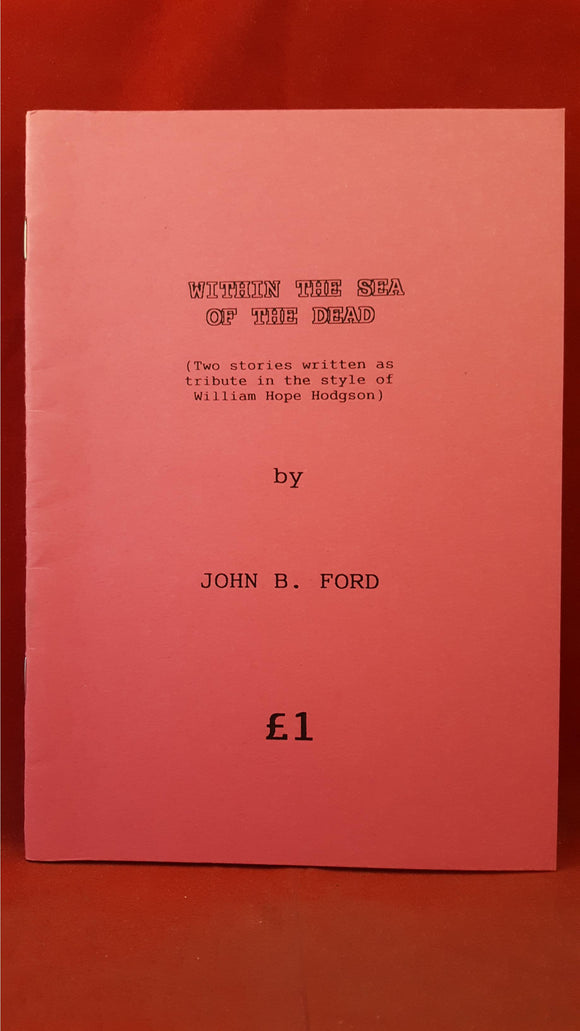 WITHIN THE SEA
OF THE DEAD
(Two stories written as
tribute in the style of
William Hope Hodgson)
by
JOHN B. FORD
£1